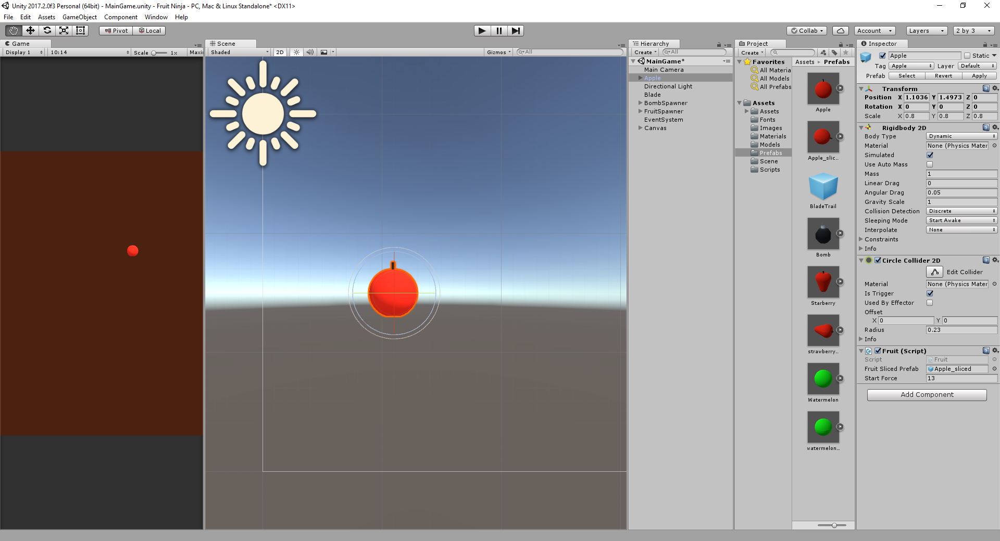 Unity 2017.2.0f3 Personal (64bit) - MainGame.unity - Fruit Ninja - PC, Mac & Linux Standalone* <DX11>
File Edit Assets GameObject Component Window Help
Pivot Local Collab Account Layers 2 by 3
Game
Display 1 10:14 Scale 1x Maxi
Scene
Shaded 2D Gizmos All
Hierarchy
Create All
MainGame*
Main Camera
Apple
Directional Light
Blade
BombSpawner
FruitSpawner
EventSystem
Canvas
Project
Create
Favorites
All Materia
All Models
All Prefabs
Assets
Assets
Fonts
Images
Materials
Models
Prefabs
Scene
Scripts
Assets Prefabs
Apple
Apple_slic...
BladeTrail
Bomb
Starberry
strawberry...
Watermelon
watermelon...
Inspector
Apple Static
Tag Apple Layer Default
Prefab Select Revert Apply
Transform
Position X 1.1036 Y 1.4973 Z 0
Rotation X 0 Y 0 Z 0
Scale X 0.8 Y 0.8 Z 0.8
Rigidbody 2D
Body Type Dynamic
Material None (Physics Mater
Simulated
Use Auto Mass
Mass 1
Linear Drag 0
Angular Drag 0.05
Gravity Scale 1
Collision Detection Discrete
Sleeping Mode Start Awake
Interpolate None
Constraints
Info
Circle Collider 2D
Edit Collider
Material None (Physics Mater
Is Trigger
Used By Effector
Offset
X 0 Y 0
Radius 0.23
Info
Fruit (Script)
Script Fruit
Fruit Sliced Prefab Apple_sliced
Start Force 13
Add Component